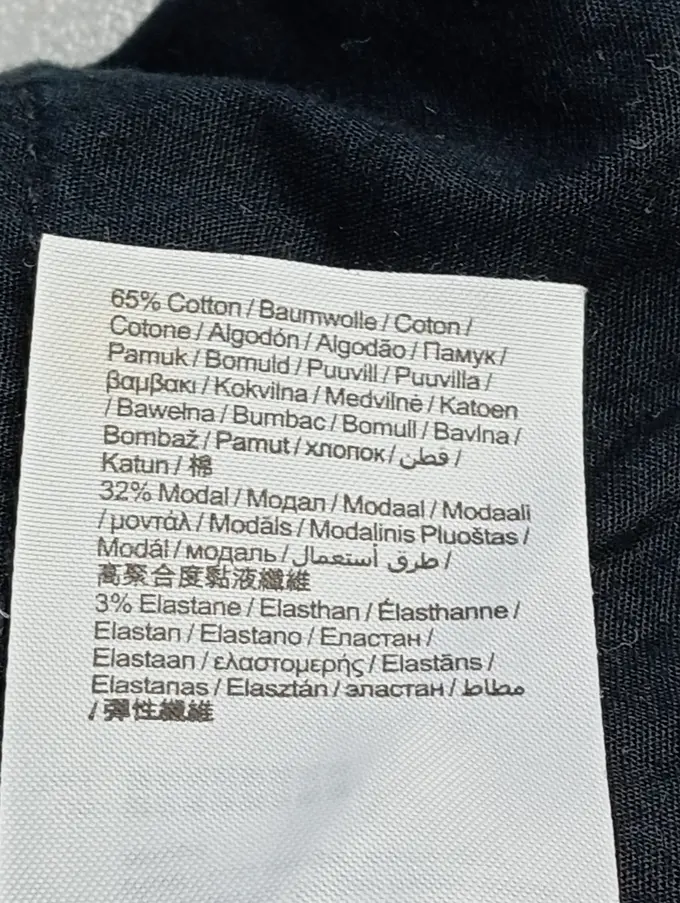 65% Cotton / Baumwolle / Coton /
Cotone / Algodón / Algodão / Памук /
Pamuk / Bomuld / Puuvill / Puuvilla /
βαμβακι / Kokvilna / Medvilnė / Katoen
/ Bawełna / Bumbac / Bomull / Bavlna /
Bombaž / Pamut / хлопок / قطن /
Katun / 棉
32% Modal / Модан / Modaal / Modaali
/ μοντάλ / Modāls / Modalinis Pluoštas /
Modál / модаль / طرق أستعمال /
高聚合度黏液纖維
3% Elastane / Elasthan / Élasthanne /
Elastan / Elastano / Еластан /
Elastaan / ελαστομερής / Elastāns /
Elastanas / Elasztán / эластан / مطاط
/ 彈性纖維